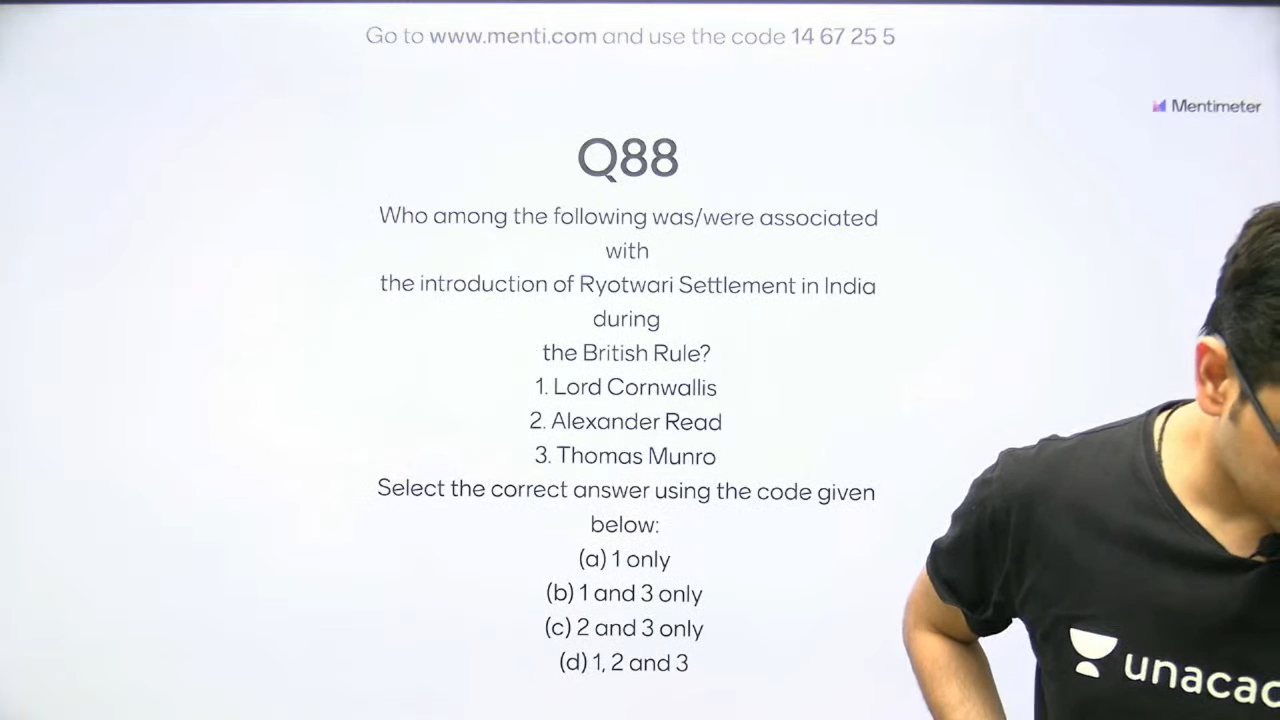 Go to www.menti.com and use the code 14 67 25 5
Mentimeter
Q88
Who among the following was/were associated
with
the introduction of Ryotwari Settlement in India
during
the British Rule?
1. Lord Cornwallis
2. Alexander Read
3. Thomas Munro
Select the correct answer using the code given
below:
(a) 1 only
(b) 1 and 3 only
(c) 2 and 3 only
(d) 1, 2 and 3
unacad